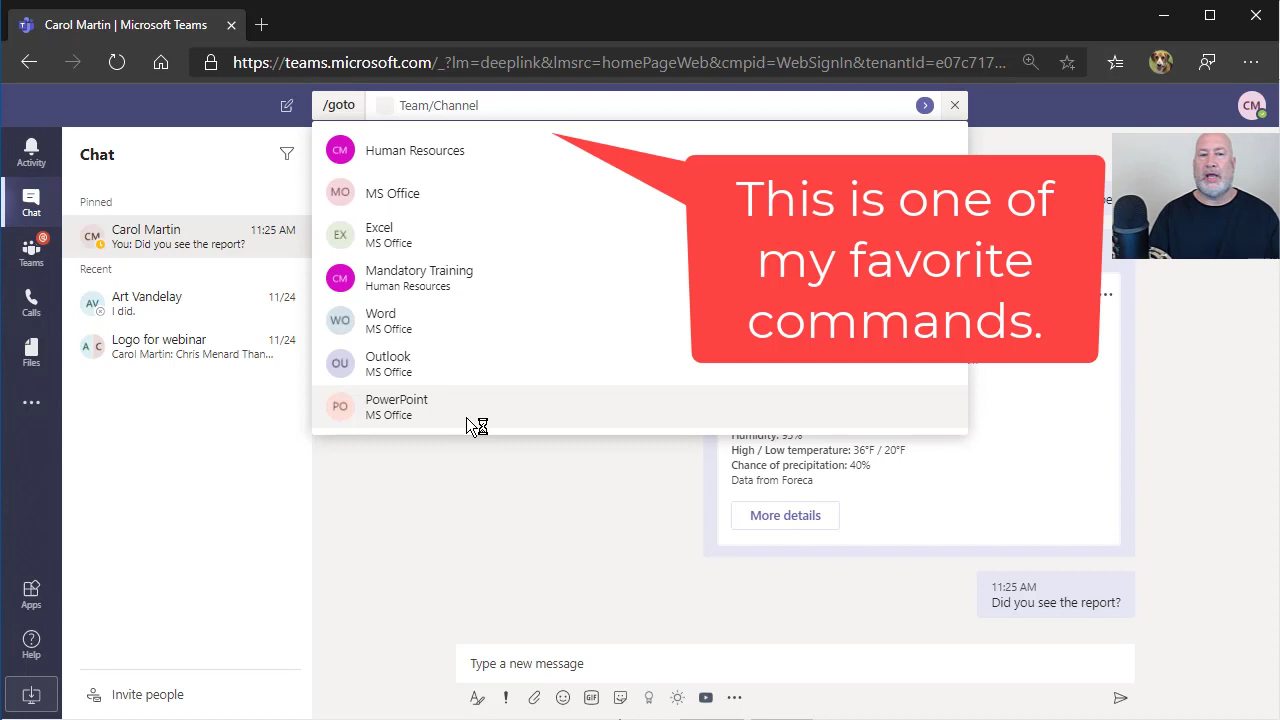 Carol Martin | Microsoft Teams
https://teams.microsoft.com/_?lm=deeplink&lmsrc=homePageWeb&cmpid=WebSignIn&tenantId=e07c717...
/goto
Team/Channel
CM
Activity
Chat
Teams
Calls
Files
Apps
Help
Chat
Pinned
CM
Carol Martin
11:25 AM
You: Did you see the report?
Recent
AV
Art Vandelay
11/24
I did.
A C
Logo for webinar
11/24
Carol Martin: Chris Menard Than...
Invite people
CM
Human Resources
MO
MS Office
EX
Excel
MS Office
CM
Mandatory Training
Human Resources
WO
Word
MS Office
OU
Outlook
MS Office
PO
PowerPoint
MS Office
This is one of
my favorite
commands.
Humidity: 93%
High / Low temperature: 36°F / 20°F
Chance of precipitation: 40%
Data from Foreca
More details
11:25 AM
Did you see the report?
Type a new message
GIF